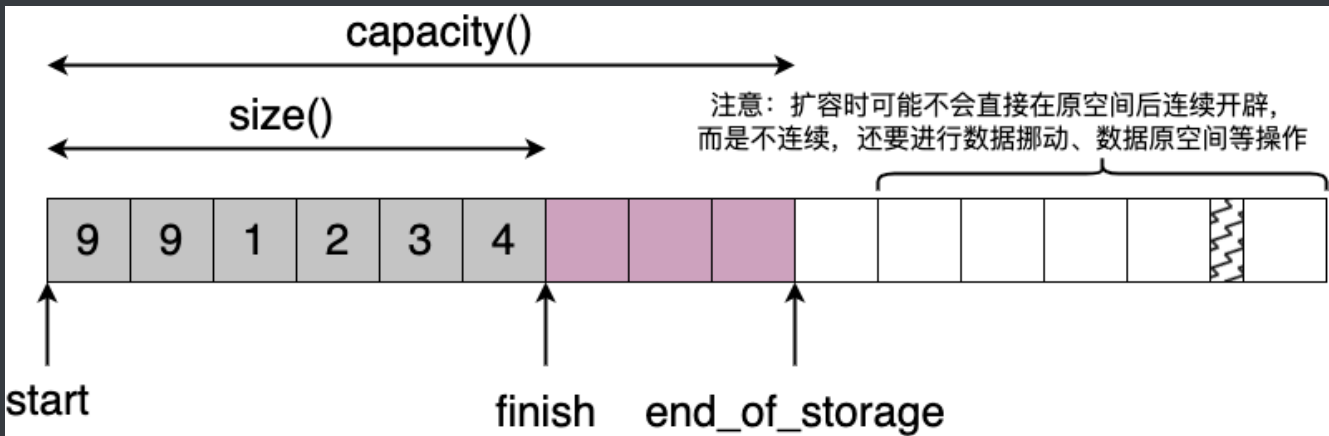 capacity()
size()
注意：扩容时可能不会直接在原空间后连续开辟，
而是不连续，还要进行数据挪动、数据原空间等操作
9 9 1 2 3 4
start
finish
end_of_storage